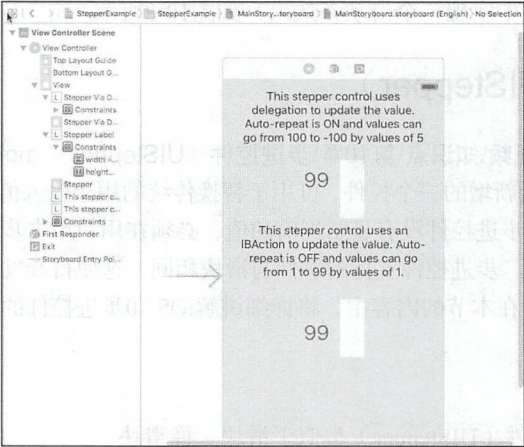 StepperExample
StepperExample
MainStory...toryboard
MainStoryboard.storyboard (English)
No Selection
View Controller Scene
View Controller
Top Layout Guide
Bottom Layout G...
View
L Stepper Via D...
Constraints
Stepper Via D...
L Stepper Label
Constraints
width =...
height...
Stepper
L This stepper c...
L This stepper c...
Constraints
First Responder
Exit
Storyboard Entry Poi...
This stepper control uses
delegation to update the value.
Auto-repeat is ON and values can
go from 100 to -100 by values of 5
99
This stepper control uses an
IBAction to update the value. Auto-
repeat is OFF and values can go
from 1 to 99 by values of 1.
99